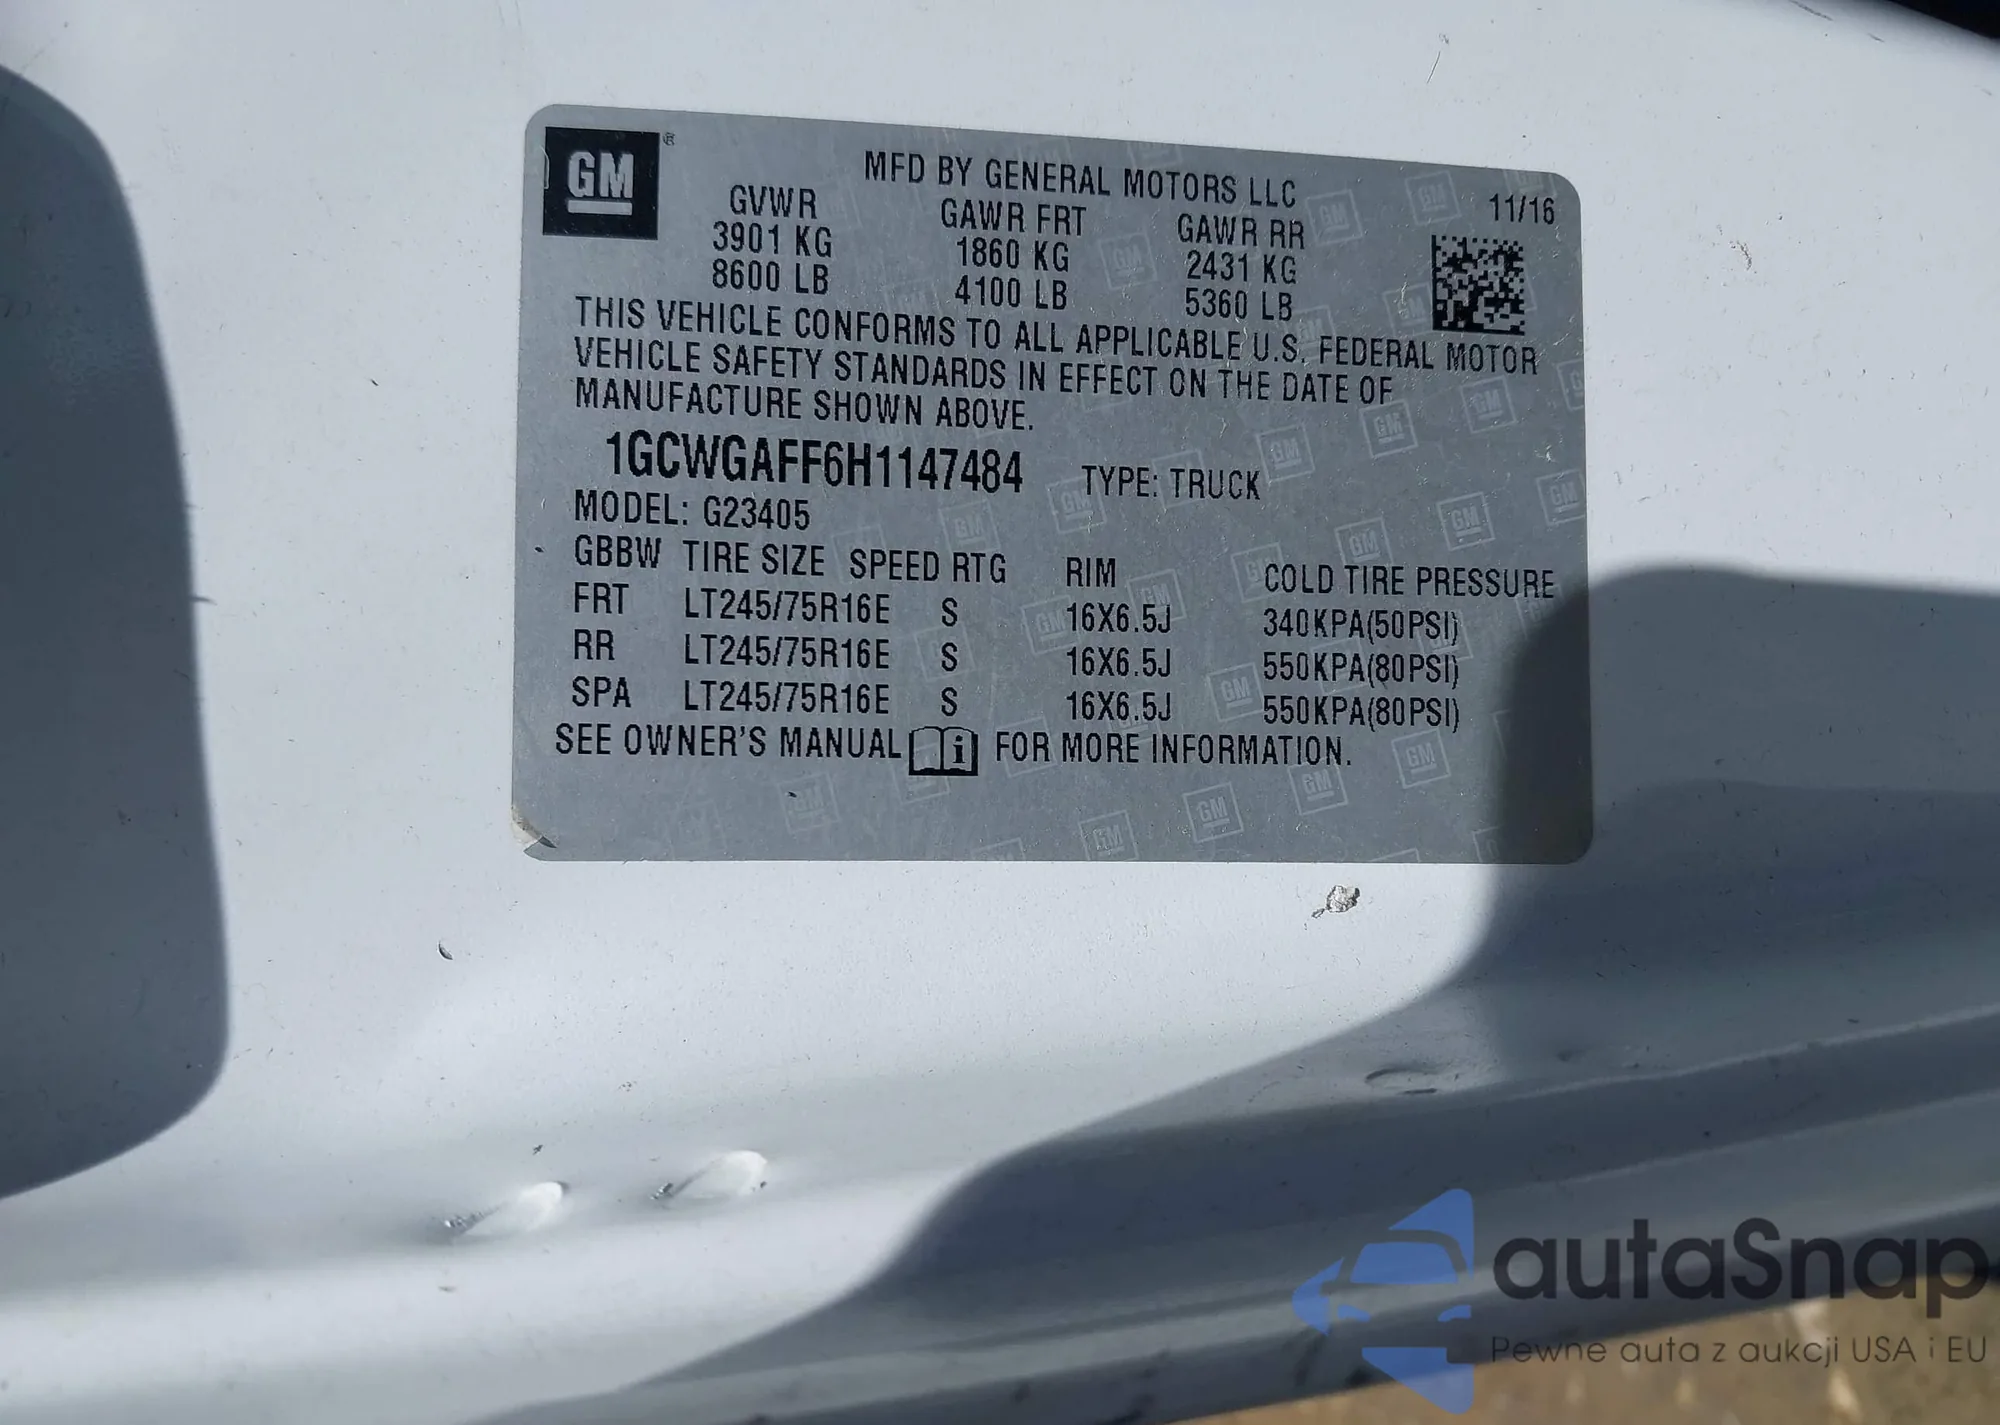 GM ®
MFD BY GENERAL MOTORS LLC
11/16
GVWR GAWR FRT GAWR RR
3901 KG 1860 KG 2431 KG
8600 LB 4100 LB 5360 LB
THIS VEHICLE CONFORMS TO ALL APPLICABLE U.S. FEDERAL MOTOR
VEHICLE SAFETY STANDARDS IN EFFECT ON THE DATE OF
MANUFACTURE SHOWN ABOVE.
1GCWGAFF6H1147484 TYPE: TRUCK
MODEL: G23405
GBBW TIRE SIZE SPEED RTG RIM COLD TIRE PRESSURE
FRT LT245/75R16E S 16X6.5J 340KPA(50PSI)
RR LT245/75R16E S 16X6.5J 550KPA(80PSI)
SPA LT245/75R16E S 16X6.5J 550KPA(80PSI)
SEE OWNER'S MANUAL i FOR MORE INFORMATION.
autaSnap
Pewne auta z aukcji USA i EU